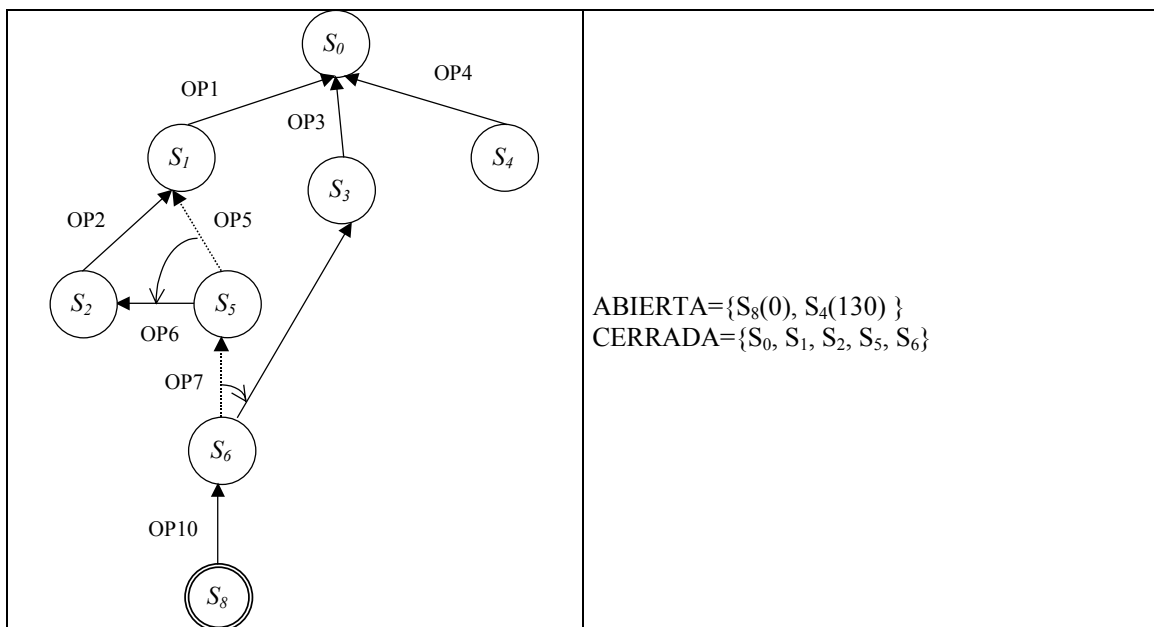 S0
OP4
OP1
OP3
S1
S4
S3
OP2
OP5
S2
S5
OP6
ABIERTA={S8(0), S4(130) }
CERRADA={S0, S1, S2, S5, S6}
OP7
S6
OP10
S8